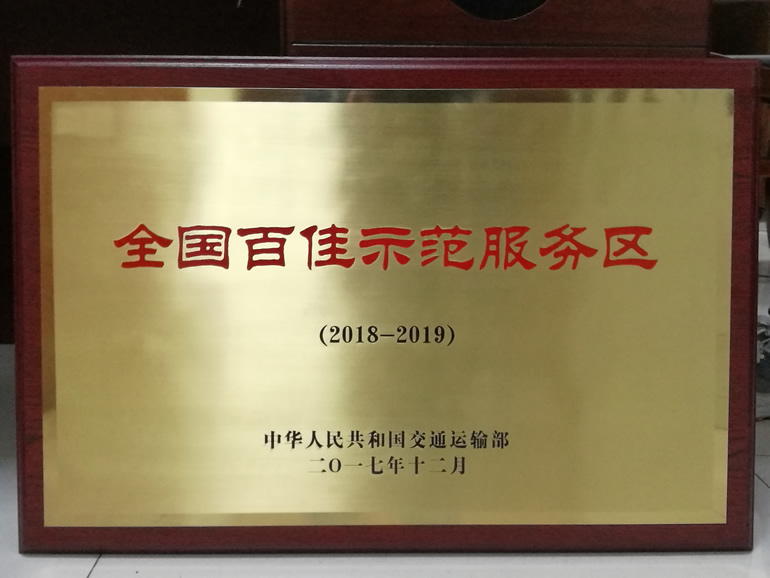 全国百佳示范服务区
(2018-2019)
中华人民共和国交通运输部
二〇一七年十二月